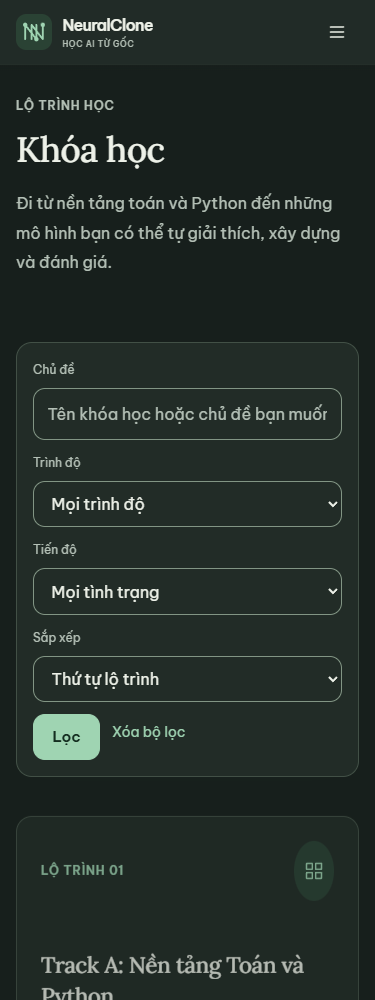 NeuralClone
HỌC AI TỪ GỐC
LỘ TRÌNH HỌC
Khóa học
Đi từ nền tảng toán và Python đến những
mô hình bạn có thể tự giải thích, xây dựng
và đánh giá.
Chủ đề
Tên khóa học hoặc chủ đề bạn muốn
Trình độ
Mọi trình độ
Tiến độ
Mọi tình trạng
Sắp xếp
Thứ tự lộ trình
Lọc
Xóa bộ lọc
LỘ TRÌNH 01
Track A: Nền tảng Toán và
Python